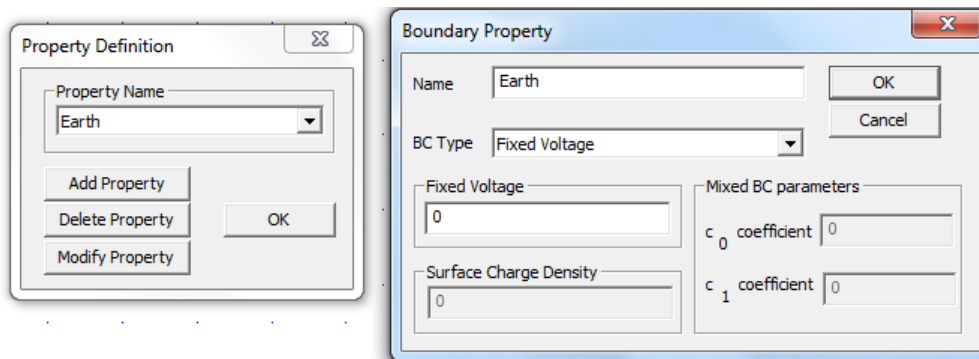 Property Definition
Property Name
Earth
Add Property
Delete Property
OK
Modify Property
Boundary Property
Name
Earth
OK
Cancel
BC Type
Fixed Voltage
Fixed Voltage
0
Surface Charge Density
0
Mixed BC parameters
c 0 coefficient
0
c 1 coefficient
0